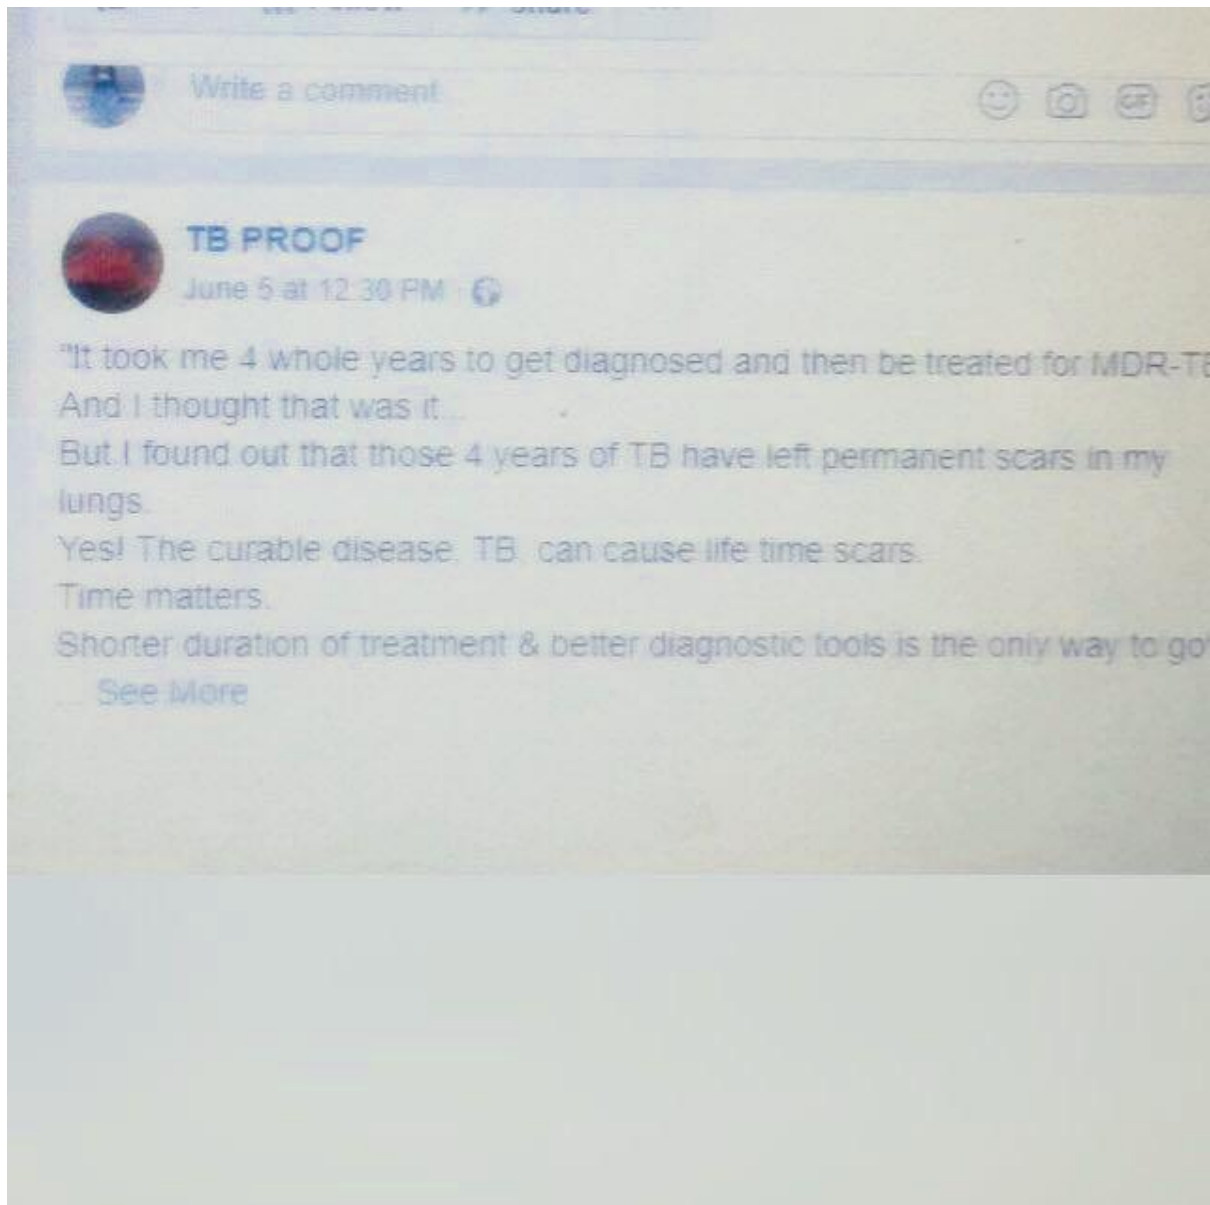 Write a comment
TB PROOF
June 5 at 12:30 PM
"It took me 4 whole years to get diagnosed and then be treated for MDR-TB
And I thought that was it...
But I found out that those 4 years of TB have left permanent scars in my
lungs.
Yes! The curable disease, TB, can cause life time scars.
Time matters.
Shorter duration of treatment & better diagnostic tools is the only way to go"
... See More